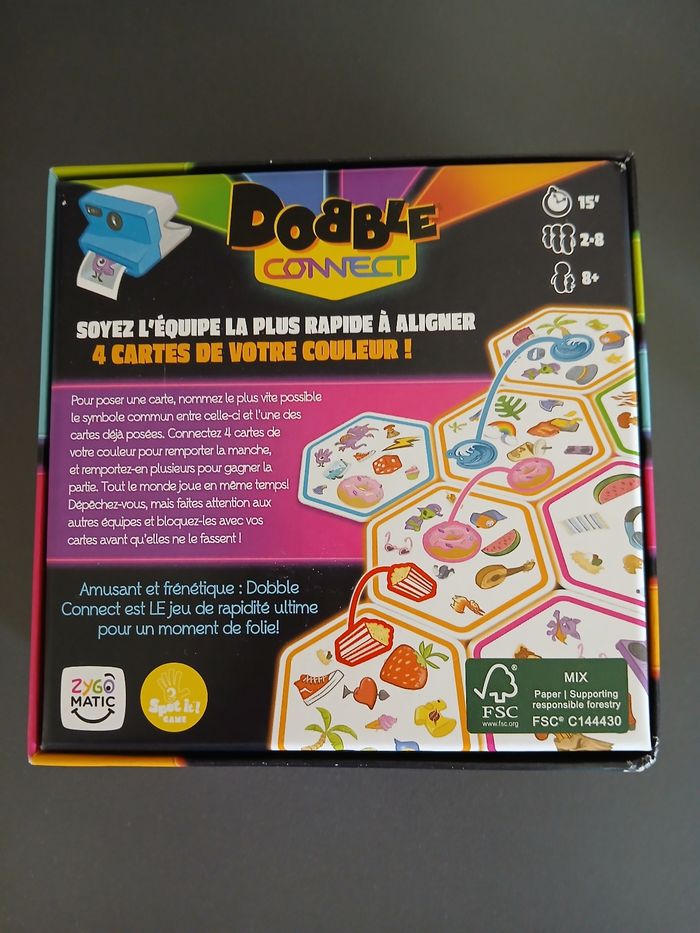 DOBBLE
CONNECT
15'
2-8
8+
SOYEZ L'ÉQUIPE LA PLUS RAPIDE À ALIGNER
4 CARTES DE VOTRE COULEUR !
Pour poser une carte, nommez le plus vite possible
le symbole commun entre celle-ci et l'une des
cartes déjà posées. Connectez 4 cartes de
votre couleur pour remporter la manche,
et remportez-en plusieurs pour gagner la
partie. Tout le monde joue en même temps!
Dépêchez-vous, mais faites attention aux
autres équipes et bloquez-les avec vos
cartes avant qu'elles ne le fassent !
Amusant et frénétique : Dobble
Connect est LE jeu de rapidité ultime
pour un moment de folie!
ZYGO
MATIC
Spot it!
GAME
FSC
www.fsc.org
MIX
Paper | Supporting
responsible forestry
FSC® C144430